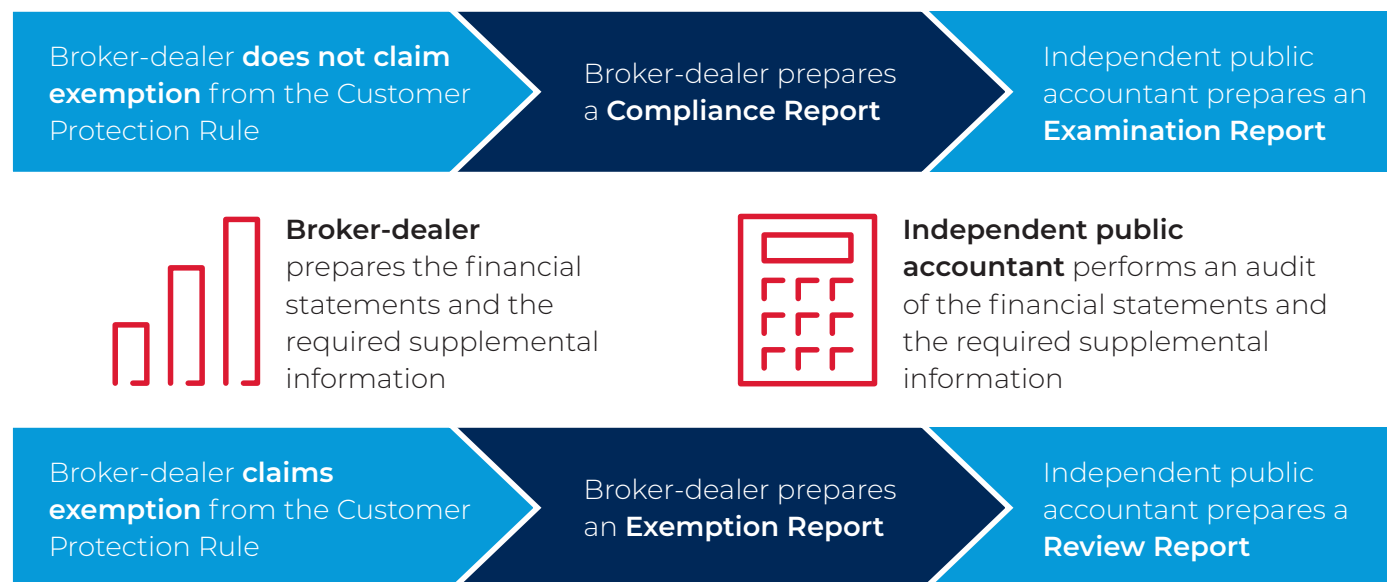 Broker-dealer does not claim
exemption from the Customer
Protection Rule
Broker-dealer prepares
a Compliance Report
Independent public
accountant prepares an
Examination Report
Broker-dealer
prepares the financial
statements and the
required supplemental
information
Independent public
accountant performs an audit
of the financial statements and
the required supplemental
information
Broker-dealer claims
exemption from the Customer
Protection Rule
Broker-dealer prepares
an Exemption Report
Independent public
accountant prepares a
Review Report